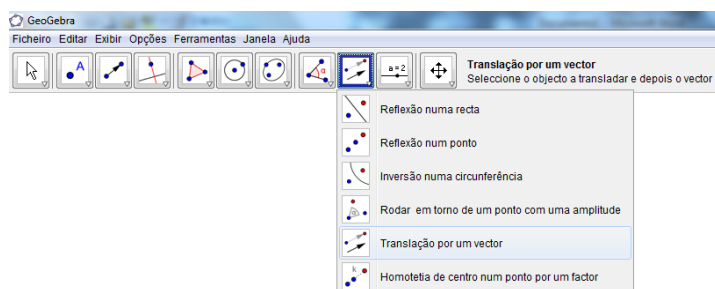 GeoGebra
Ficheiro Editar Exibir Opções Ferramentas Janela Ajuda
A
α
a=2
Translação por um vector
Seleccione o objecto a transladar e depois o vector
Reflexão numa recta
Reflexão num ponto
Inversão numa circunferência
Rodar em torno de um ponto com uma amplitude
Translação por um vector
k
Homotetia de centro num ponto por um factor